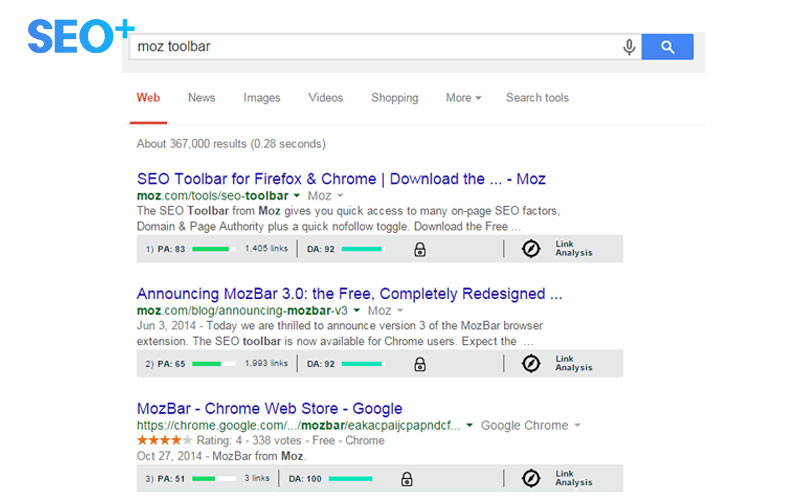 SEO+
moz toolbar
Web News Images Videos Shopping More Search tools
About 367,000 results (0.28 seconds)
SEO Toolbar for Firefox & Chrome | Download the ... - Moz
moz.com/tools/seo-toolbar Moz
The SEO Toolbar from Moz gives you quick access to many on-page SEO factors,
Domain & Page Authority plus a quick nofollow toggle. Download the Free ...
1) PA: 83 1,405 links DA: 92 Link Analysis
Announcing MozBar 3.0: the Free, Completely Redesigned ...
moz.com/blog/announcing-mozbar-v3 Moz
Jun 3, 2014 - Today we are thrilled to announce version 3 of the MozBar browser
extension. The SEO toolbar is now available for Chrome users. Expect the ...
2) PA: 65 1,993 links DA: 92 Link Analysis
MozBar - Chrome Web Store - Google
https://chrome.google.com/.../mozbar/eakacpaijcpapndcf... Google Chrome
Rating: 4 - 338 votes - Free - Chrome
Oct 27, 2014 - MozBar from Moz.
3) PA: 51 3 links DA: 100 Link Analysis